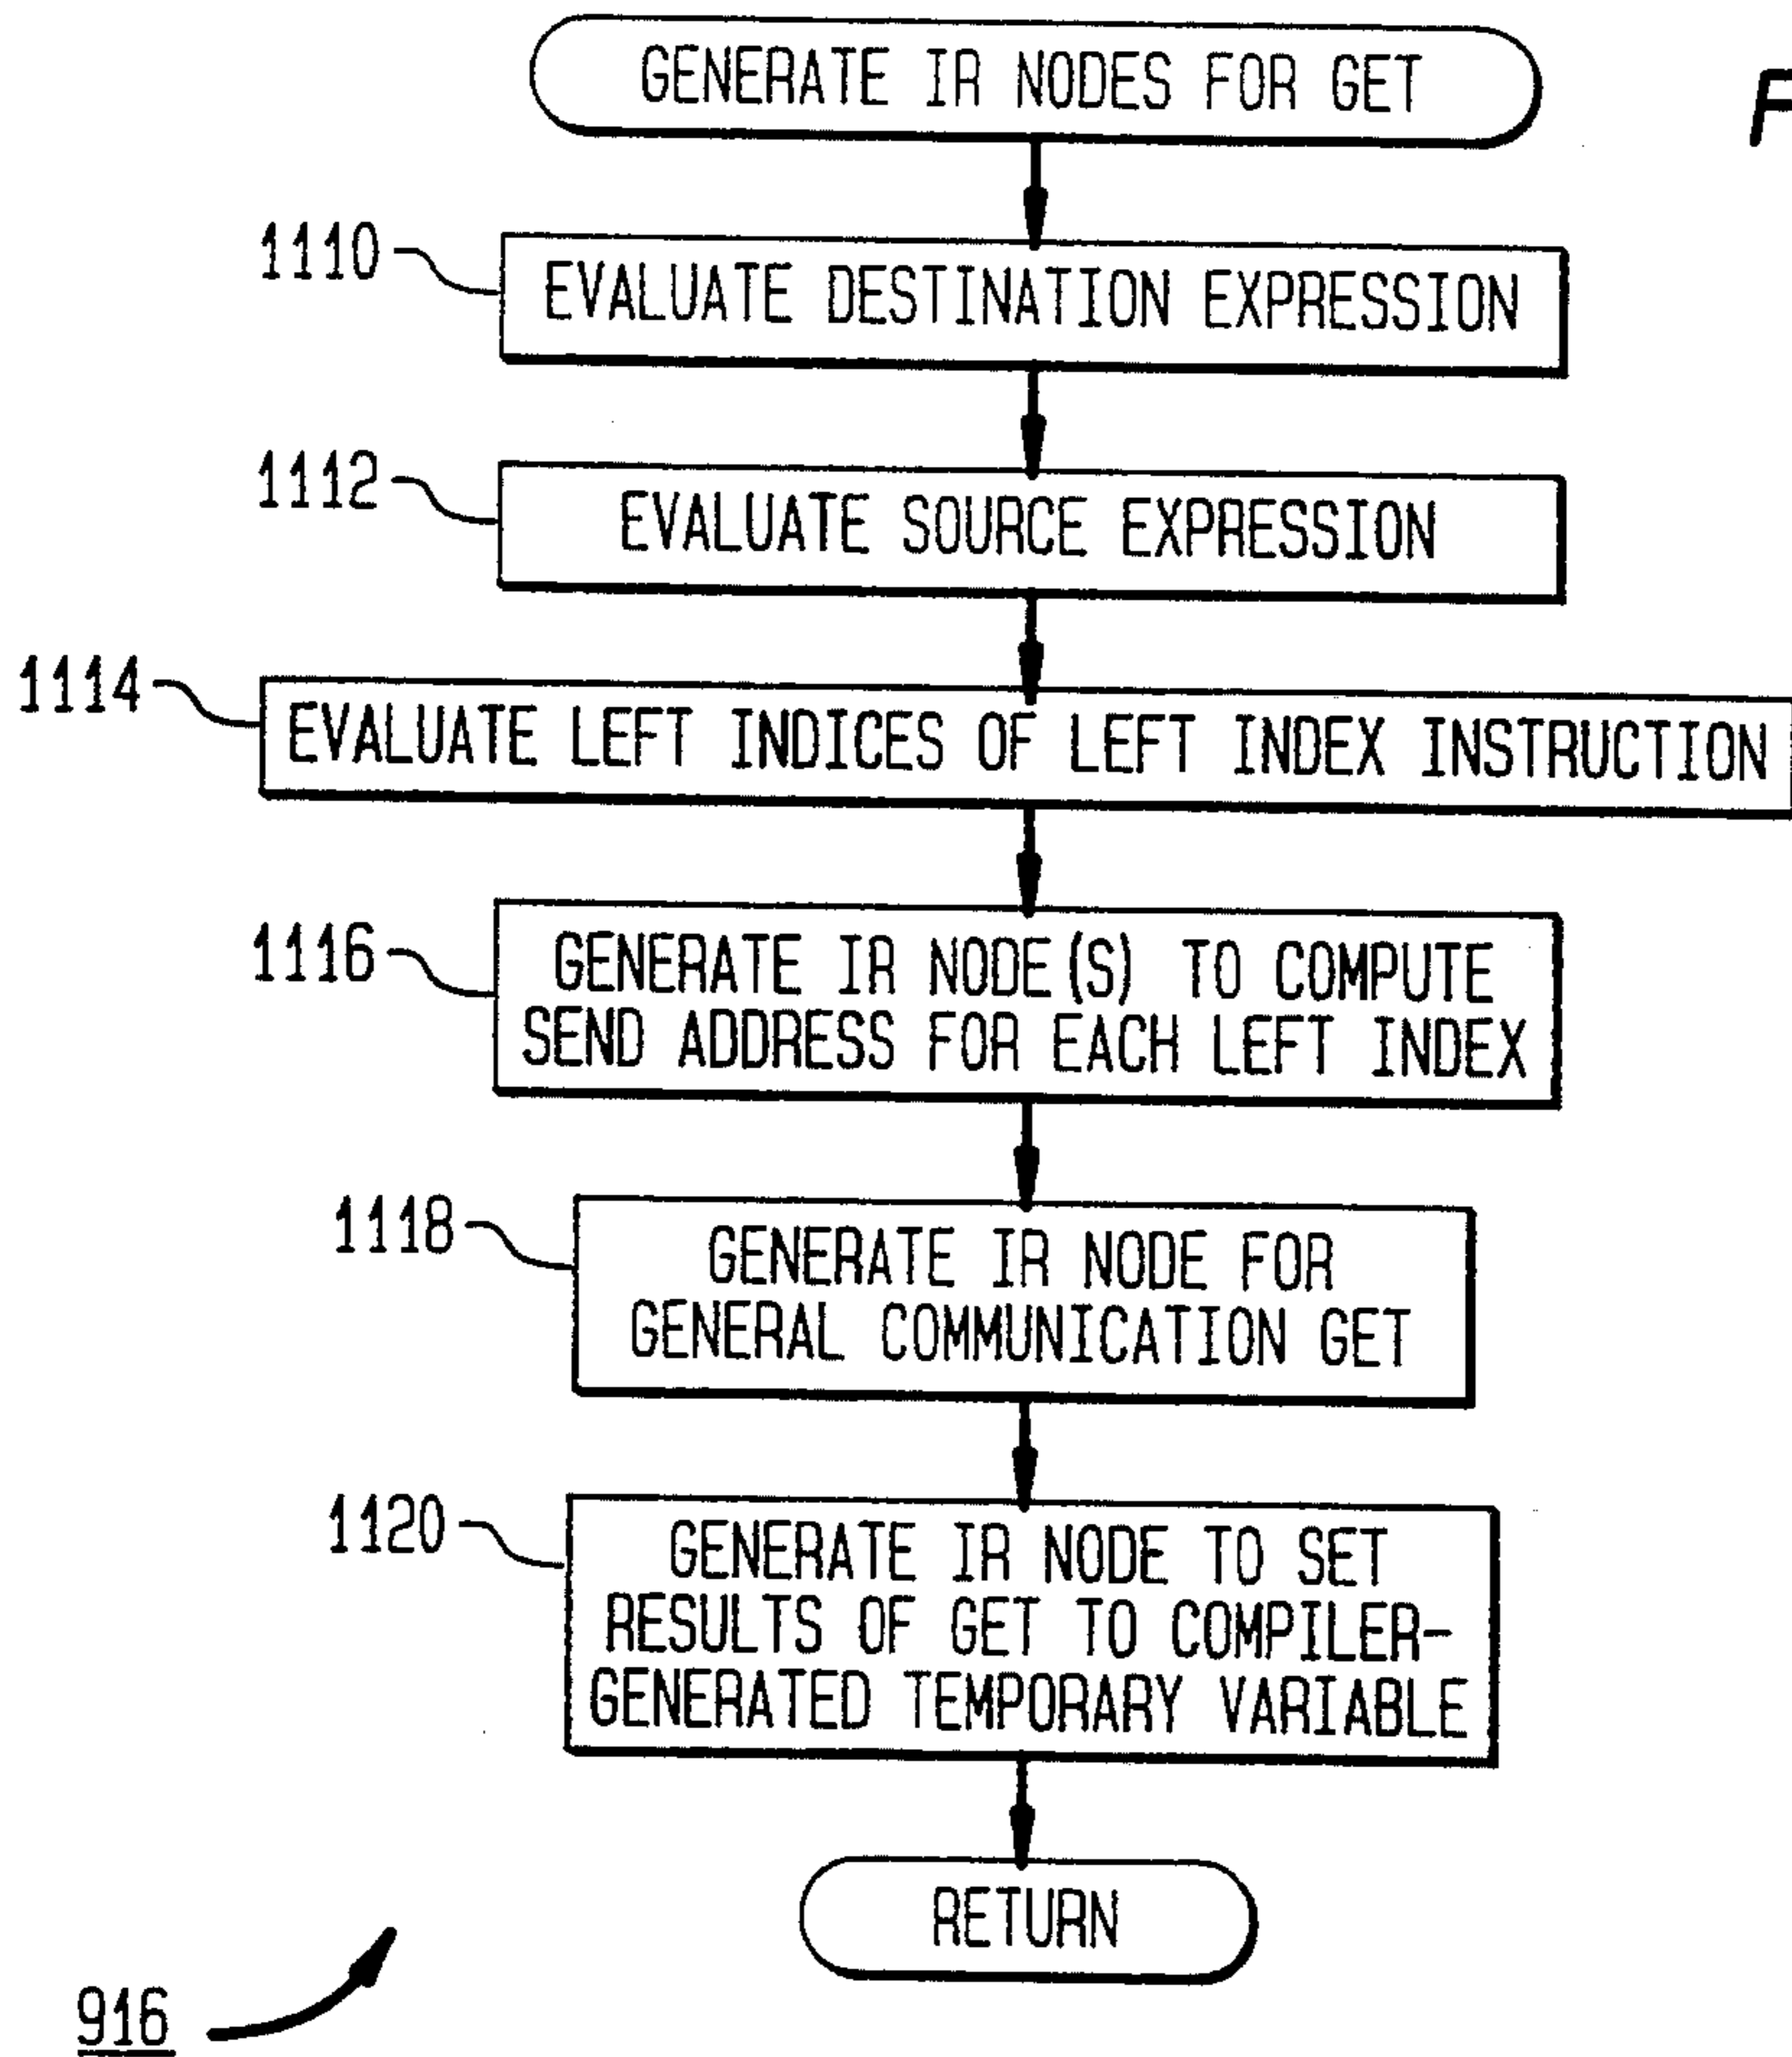 GENERATE IR NODES FOR GET
1110
EVALUATE DESTINATION EXPRESSION
1112
EVALUATE SOURCE EXPRESSION
1114
EVALUATE LEFT INDICES OF LEFT INDEX INSTRUCTION
1116
GENERATE IR NODE(S) TO COMPUTE
SEND ADDRESS FOR EACH LEFT INDEX
1118
GENERATE IR NODE FOR
GENERAL COMMUNICATION GET
1120
GENERATE IR NODE TO SET
RESULTS OF GET TO COMPILER-
GENERATED TEMPORARY VARIABLE
RETURN
916